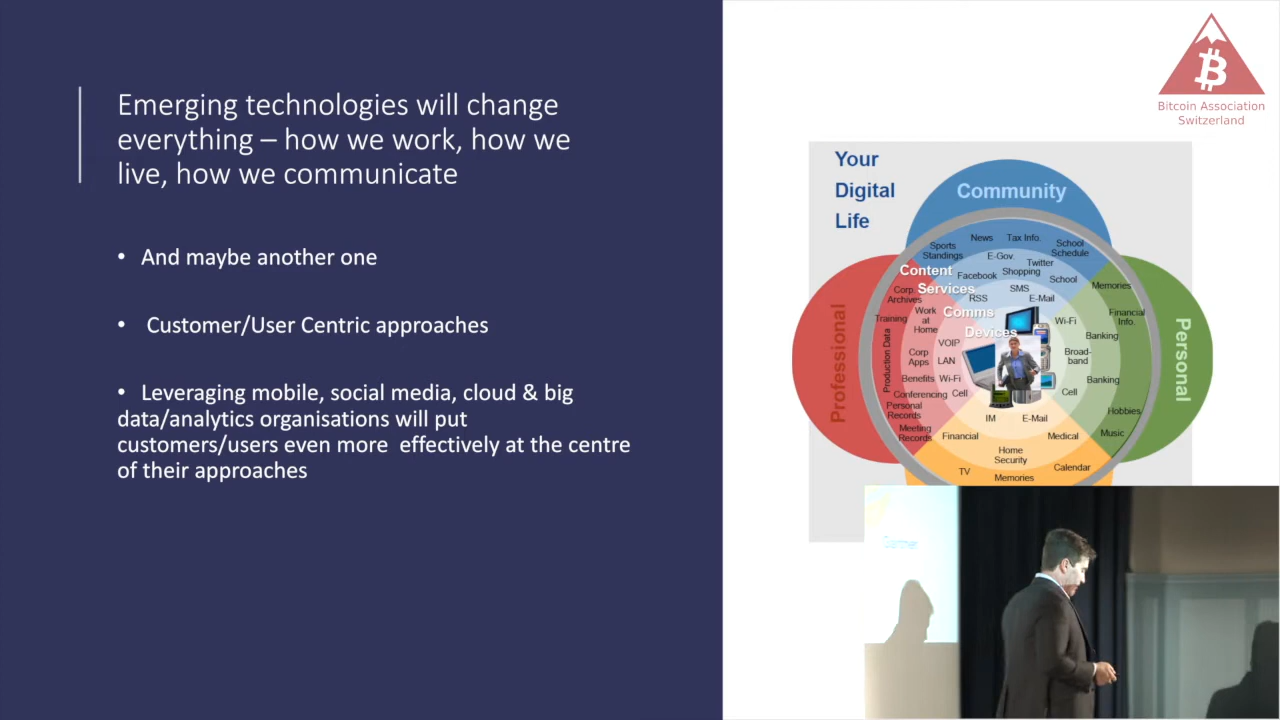 Emerging technologies will change
everything – how we work, how we
live, how we communicate
• And maybe another one
• Customer/User Centric approaches
• Leveraging mobile, social media, cloud & big
data/analytics organisations will put
customers/users even more effectively at the centre
of their approaches
Bitcoin Association
Switzerland
Your
Digital
Life
Community
Professional
Personal
Content
Services
Comms
Devices
Sports
Standings
News
Tax Info.
School
Schedule
E-Gov.
Twitter
Facebook
Shopping
School
SMS
RSS
E-Mail
Memories
Financial
Info.
Wi-Fi
Banking
Broad-
band
Banking
Cell
Hobbies
Music
Corp.
Archives
Training
Work
at
Home
Production Data
VOIP
Corp
Apps
LAN
Benefits
Wi-Fi
Conferencing
Cell
Personal
Records
Meeting
Records
IM
E-Mail
Financial
Medical
Home
Security
TV
Calendar
Memories